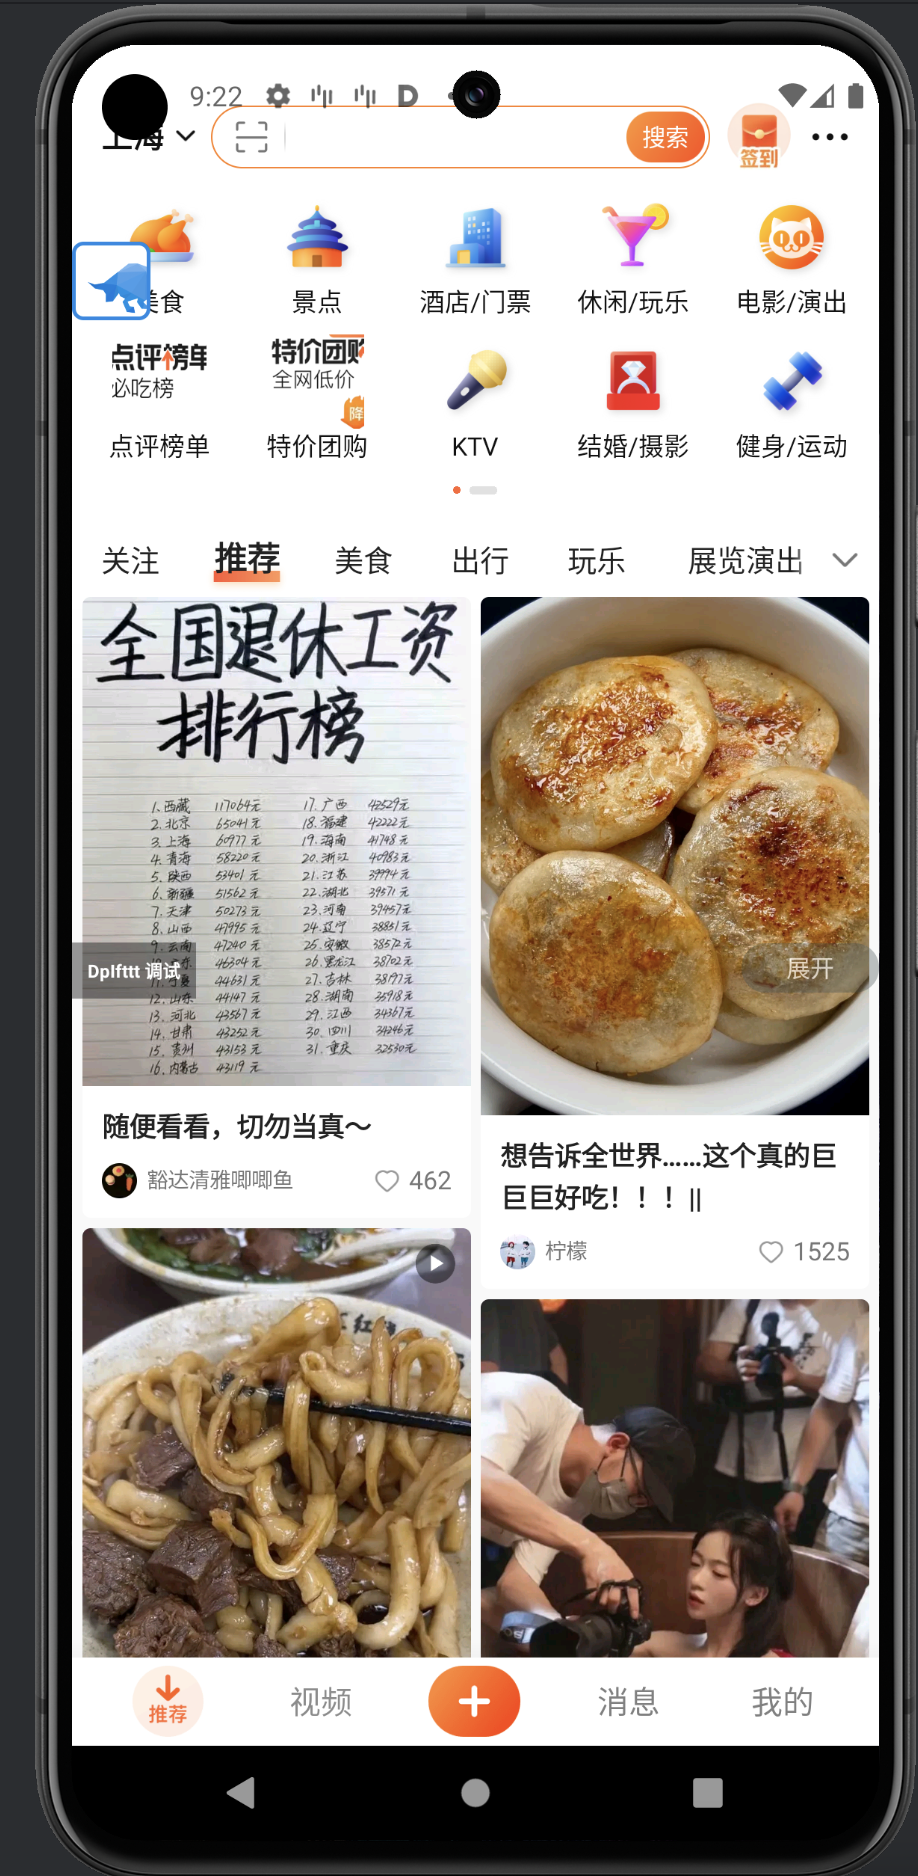 9:22
上海
搜索
签到
美食
景点
酒店/门票
休闲/玩乐
电影/演出
点评榜单
必吃榜
特价团购
全网低价
降
点评榜单
特价团购
KTV
结婚/摄影
健身/运动
关注
推荐
美食
出行
玩乐
展览演出
全国退休工资
排行榜
1.西藏 117064元
2.北京 65041元
3.上海 60977元
4.青海 58220元
5.陕西 53401元
6.新疆 51562元
7.天津 50273元
8.山西 47995元
9.云南 47240元
46304元
11.宁夏 44631元
12.山东 44147元
13.河北 43567元
14.甘肃 43252元
15.贵州 43153元
16.内蒙古 43119元
17.广西 42529元
18.福建 42222元
19.海南 41748元
20.浙江 40983元
21.江苏 39794元
22.湖北 39571元
23.河南 39457元
24.辽宁 38831元
25.安徽 38572元
26.黑龙江 38702元
27.吉林 38197元
28.湖南 35918元
29.江西 34367元
30.四川 34246元
31.重庆 32530元
Dplfttt 调试
展开
随便看看，切勿当真～
豁达清雅唧唧鱼
462
想告诉全世界……这个真的巨
巨巨好吃！！！||
柠檬
1525
推荐
视频
消息
我的